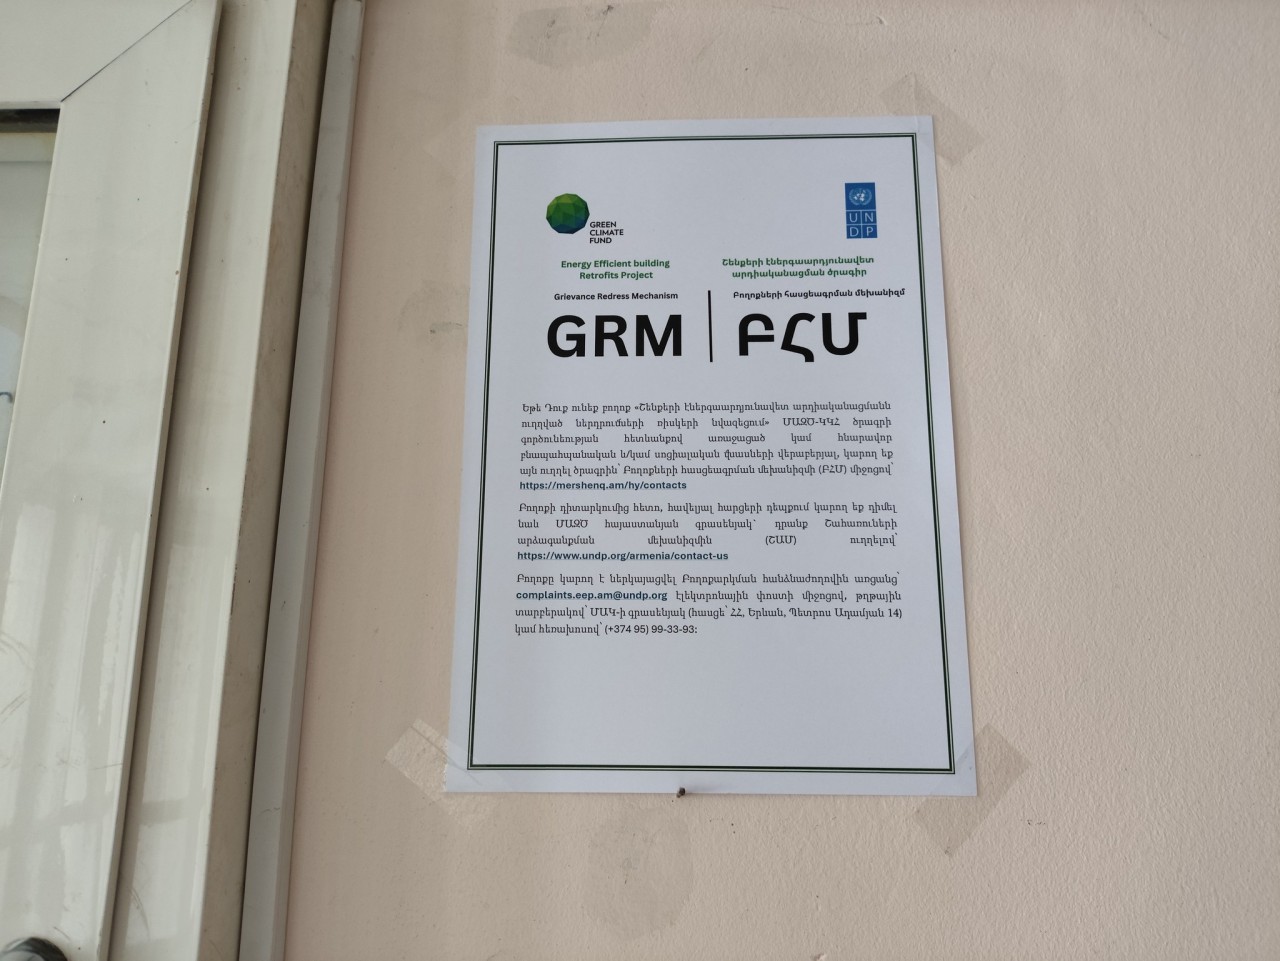 GREEN
CLIMATE
FUND
UN
DP
Energy Efficient building
Retrofits Project
Շենքերի էներգաարդյունավետ
արդիականացման ծրագիր
Grievance Redress Mechanism
Բողոքների հասցեագրման մեխանիզմ
GRM
ԲՀՄ
Եթե Դուք ունեք բողոք «Շենքերի էներգաարդյունավետ արդիականացմանն
ուղղված ներդրումների ռիսկերի նվազեցում» ՄԱԶԾ-ԿԿՀ ծրագրի
գործունեության հետևանքով առաջացած կամ հնարավոր
բնապահպանական և/կամ սոցիալական վնասների վերաբերյալ, կարող եք
այն ուղղել ծրագրին՝ Բողոքների հասցեագրման մեխանիզմի (ԲՀՄ) միջոցով՝
https://mershenq.am/hy/contacts
Բողոքի դիտարկումից հետո, հավելյալ հարցերի դեպքում կարող եք դիմել
նաև ՄԱԶԾ հայաստանյան գրասենյակ՝ դրանք Շահառուների
արձագանքման մեխանիզմին (ՇԱՄ) ուղղելով՝
https://www.undp.org/armenia/contact-us
Բողոքը կարող է ներկայացվել Բողոքարկման հանձնաժողովին առցանց՝
complaints.eep.am@undp.org էլեկտրոնային փոստի միջոցով, թղթային
տարբերակով՝ ՄԱԿ-ի գրասենյակ (հասցե՝ ՀՀ, Երևան, Պետրոս Ադամյան 14)
կամ հեռախոսով՝ (+374 95) 99-33-93: